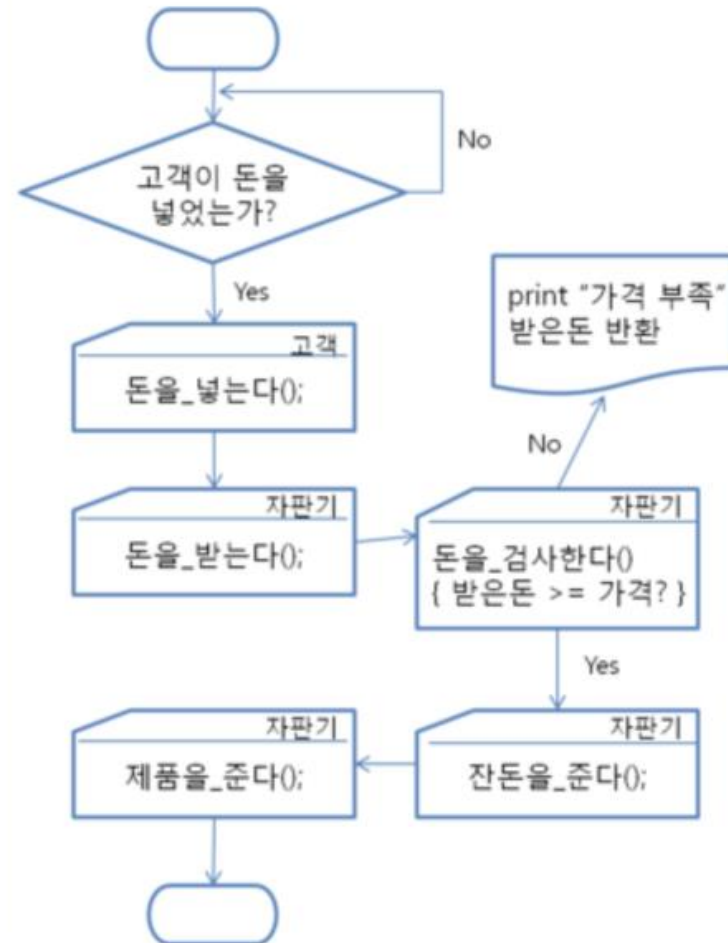 No
고객이 돈을
넣었는가?
Yes
고객
돈을_넣는다();
print "가격 부족"
받은돈 반환
No
자판기
돈을_받는다();
자판기
돈을_검사한다()
{ 받은돈 >= 가격? }
Yes
자판기
잔돈을_준다();
자판기
제품을_준다();